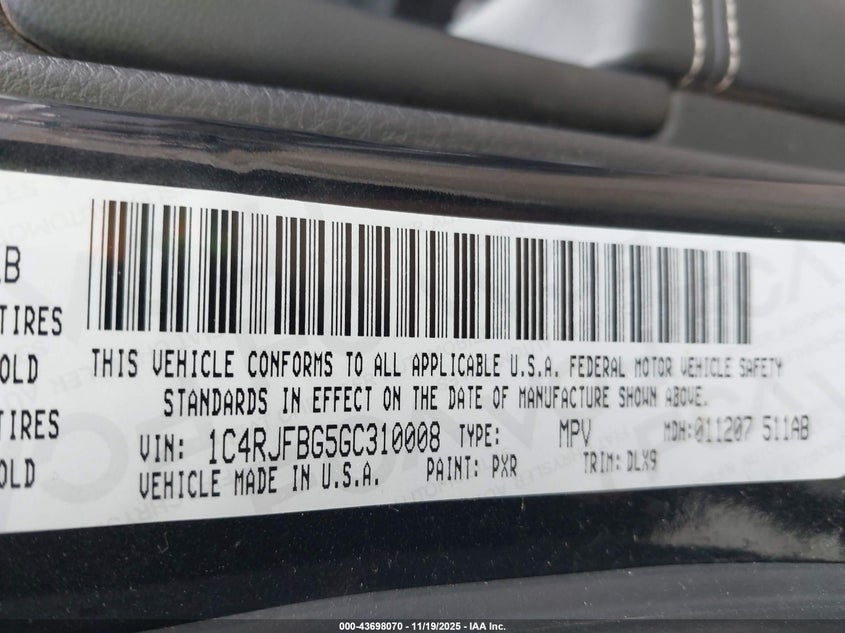 LB
TIRES
OLD
TIRES
OLD
THIS VEHICLE CONFORMS TO ALL APPLICABLE U.S.A. FEDERAL MOTOR VEHICLE SAFETY
STANDARDS IN EFFECT ON THE DATE OF MANUFACTURE SHOWN ABOVE.
VIN: 1C4RJFBG5GC310008 TYPE: MPV MDH:011207 511AB
VEHICLE MADE IN U.S.A. PAINT: PXR TRIM: DLX9
000-43698070 - 11/19/2025 - IAA Inc.